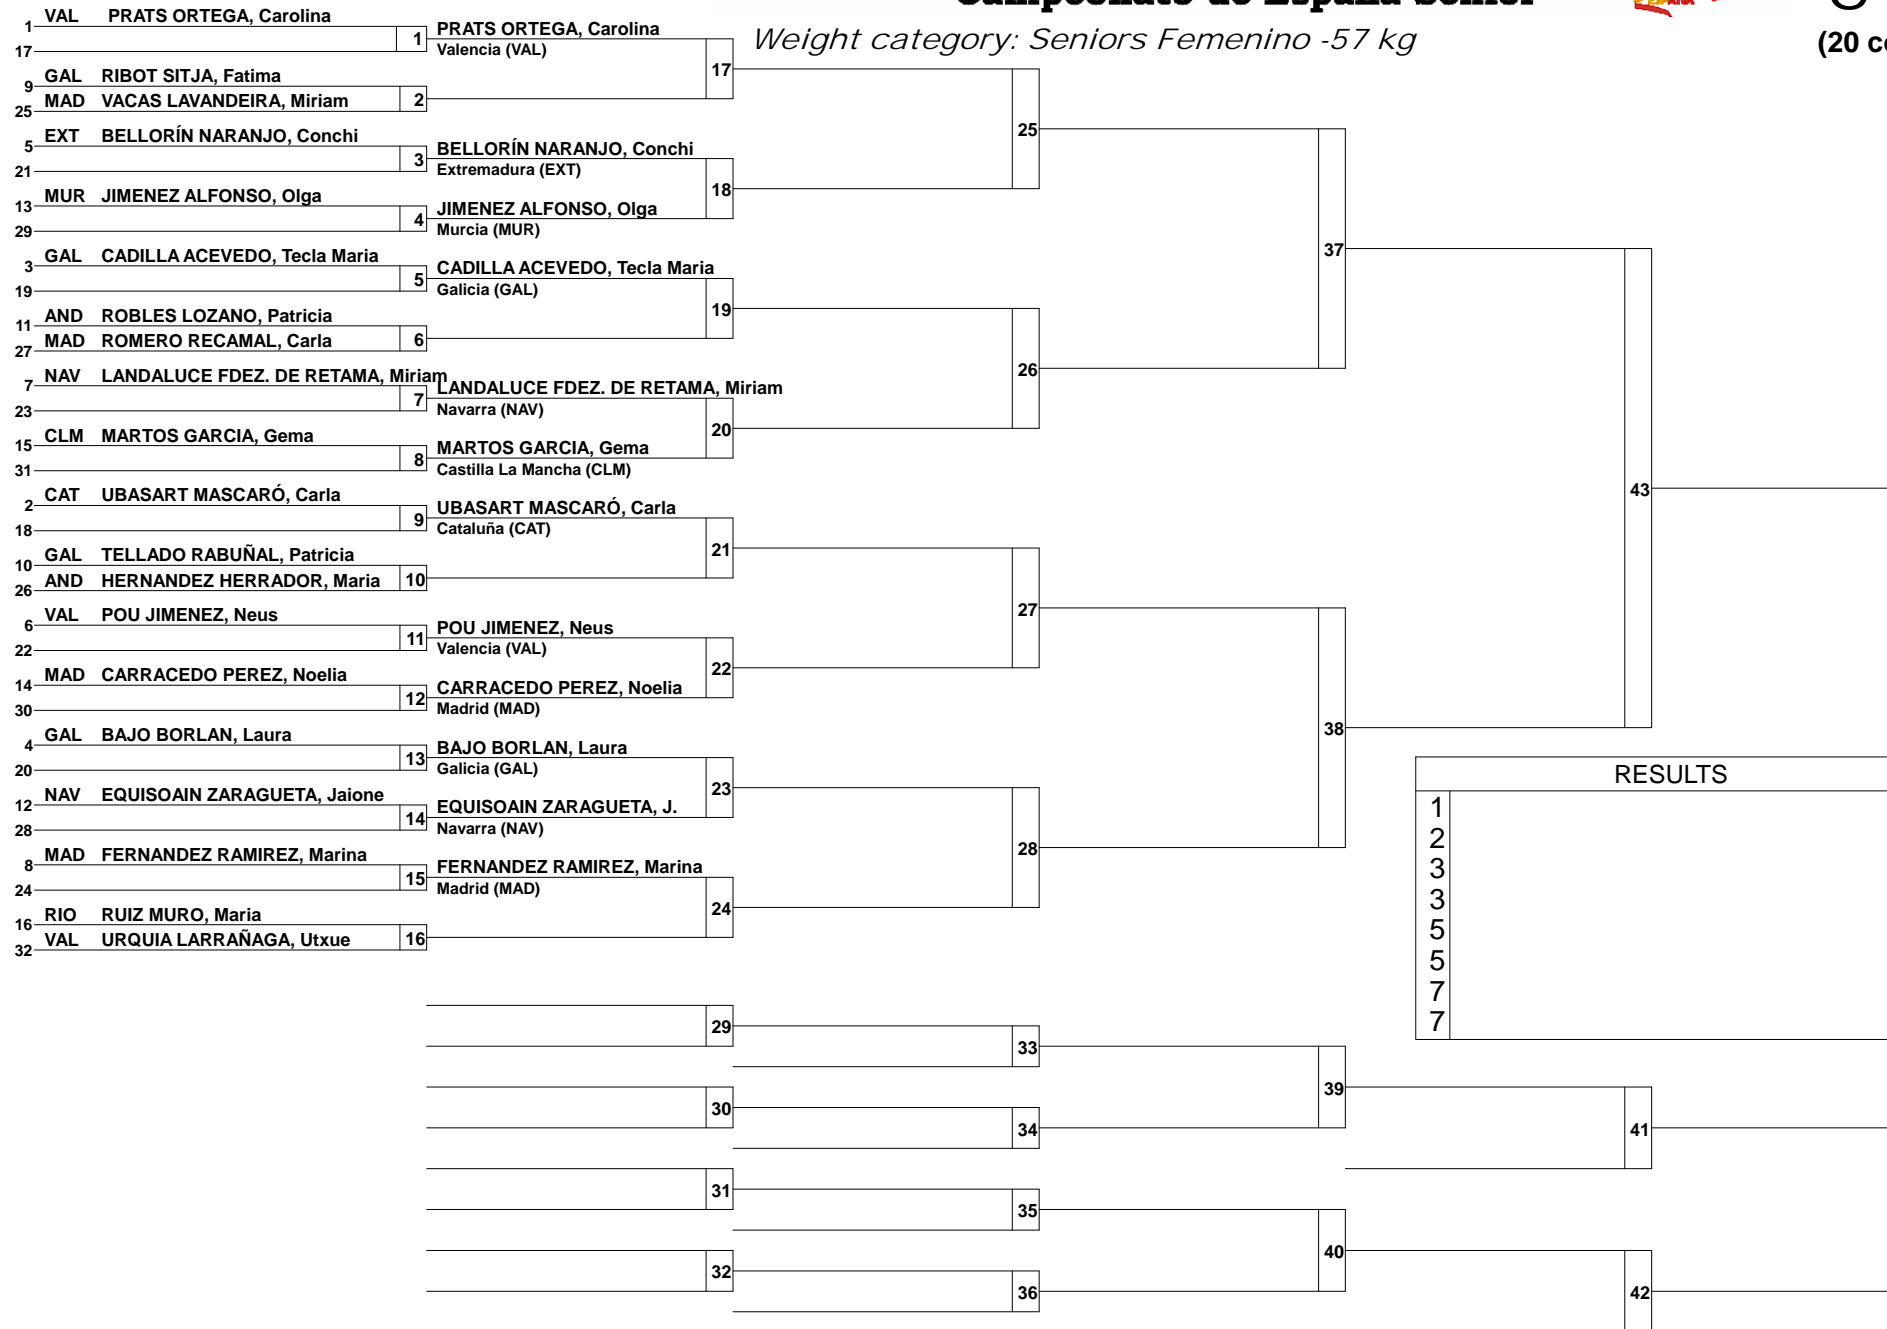 Campeonato de España Senior
Weight category: Seniors Femenino -57 kg
(20 c
1 VAL PRATS ORTEGA, Carolina
17
1
PRATS ORTEGA, Carolina
Valencia (VAL)
9 GAL RIBOT SITJA, Fatima
25 MAD VACAS LAVANDEIRA, Miriam
2
17
5 EXT BELLORÍN NARANJO, Conchi
21
3
BELLORÍN NARANJO, Conchi
Extremadura (EXT)
13 MUR JIMENEZ ALFONSO, Olga
29
4
JIMENEZ ALFONSO, Olga
Murcia (MUR)
18
25
3 GAL CADILLA ACEVEDO, Tecla Maria
19
5
CADILLA ACEVEDO, Tecla Maria
Galicia (GAL)
11 AND ROBLES LOZANO, Patricia
27 MAD ROMERO RECAMAL, Carla
6
19
7 NAV LANDALUCE FDEZ. DE RETAMA, Miriam
23
7
LANDALUCE FDEZ. DE RETAMA, Miriam
Navarra (NAV)
15 CLM MARTOS GARCIA, Gema
31
8
MARTOS GARCIA, Gema
Castilla La Mancha (CLM)
20
26
37
2 CAT UBASART MASCARÓ, Carla
18
9
UBASART MASCARÓ, Carla
Cataluña (CAT)
10 GAL TELLADO RABUÑAL, Patricia
26 AND HERNANDEZ HERRADOR, Maria
10
21
6 VAL POU JIMENEZ, Neus
22
11
POU JIMENEZ, Neus
Valencia (VAL)
14 MAD CARRACEDO PEREZ, Noelia
30
12
CARRACEDO PEREZ, Noelia
Madrid (MAD)
22
27
4 GAL BAJO BORLAN, Laura
20
13
BAJO BORLAN, Laura
Galicia (GAL)
12 NAV EQUISOAIN ZARAGUETA, Jaione
28
14
EQUISOAIN ZARAGUETA, J.
Navarra (NAV)
23
8 MAD FERNANDEZ RAMIREZ, Marina
24
15
FERNANDEZ RAMIREZ, Marina
Madrid (MAD)
16 RIO RUIZ MURO, Maria
32 VAL URQUIA LARRAÑAGA, Utxue
16
24
28
38
43
RESULTS
1
2
3
3
5
5
7
7
29
33
30
34
39
41
31
35
32
36
40
42